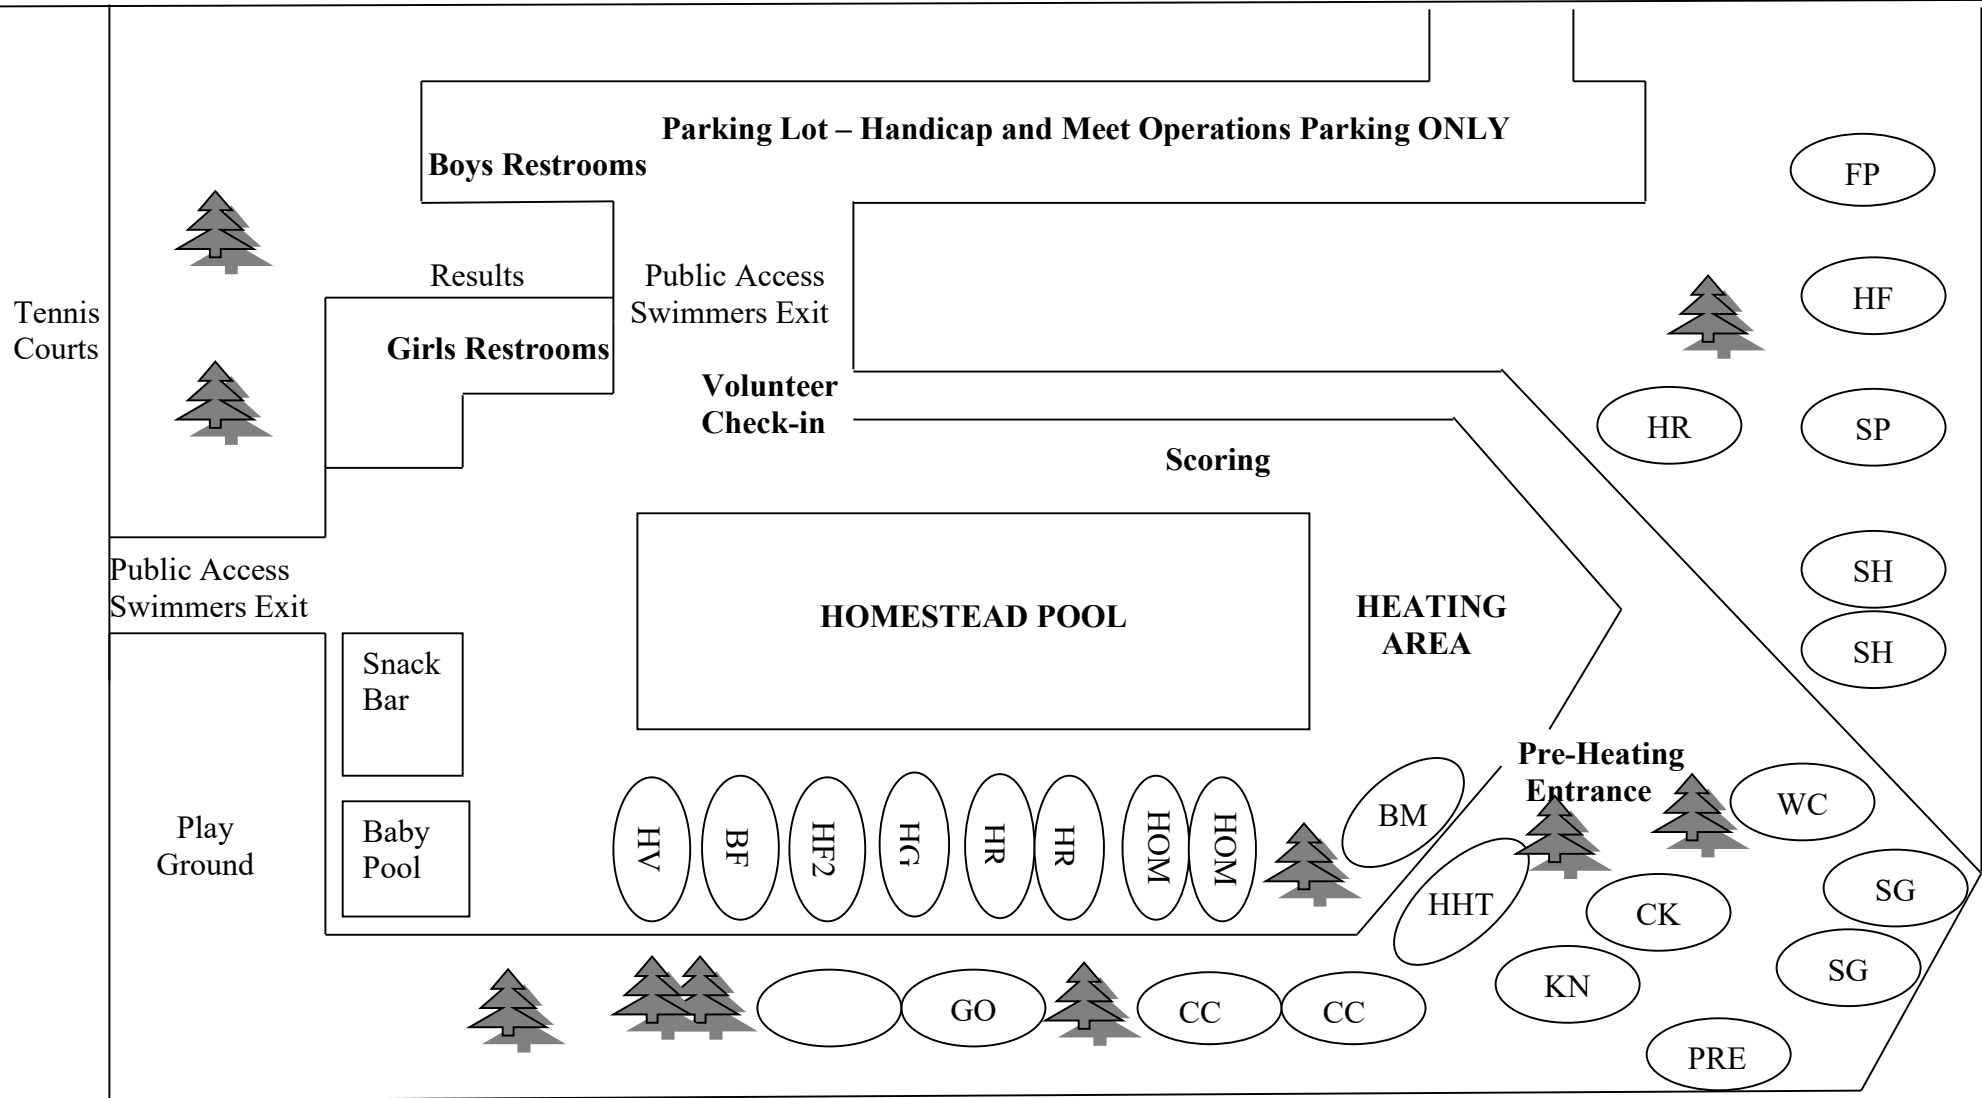 Parking Lot – Handicap and Meet Operations Parking ONLY
Boys Restrooms
FP
Results
Public Access
Swimmers Exit
HF
Tennis
Courts
Girls Restrooms
Volunteer
Check-in
HR
SP
Scoring
Public Access
Swimmers Exit
SH
HOMESTEAD POOL
HEATING
AREA
SH
Snack
Bar
Pre-Heating
Entrance
WC
Play
Ground
Baby
Pool
HV
BF
HF2
HG
HR
HR
HOM
HOM
BM
HHT
CK
SG
SG
KN
GO
CC
CC
PRE